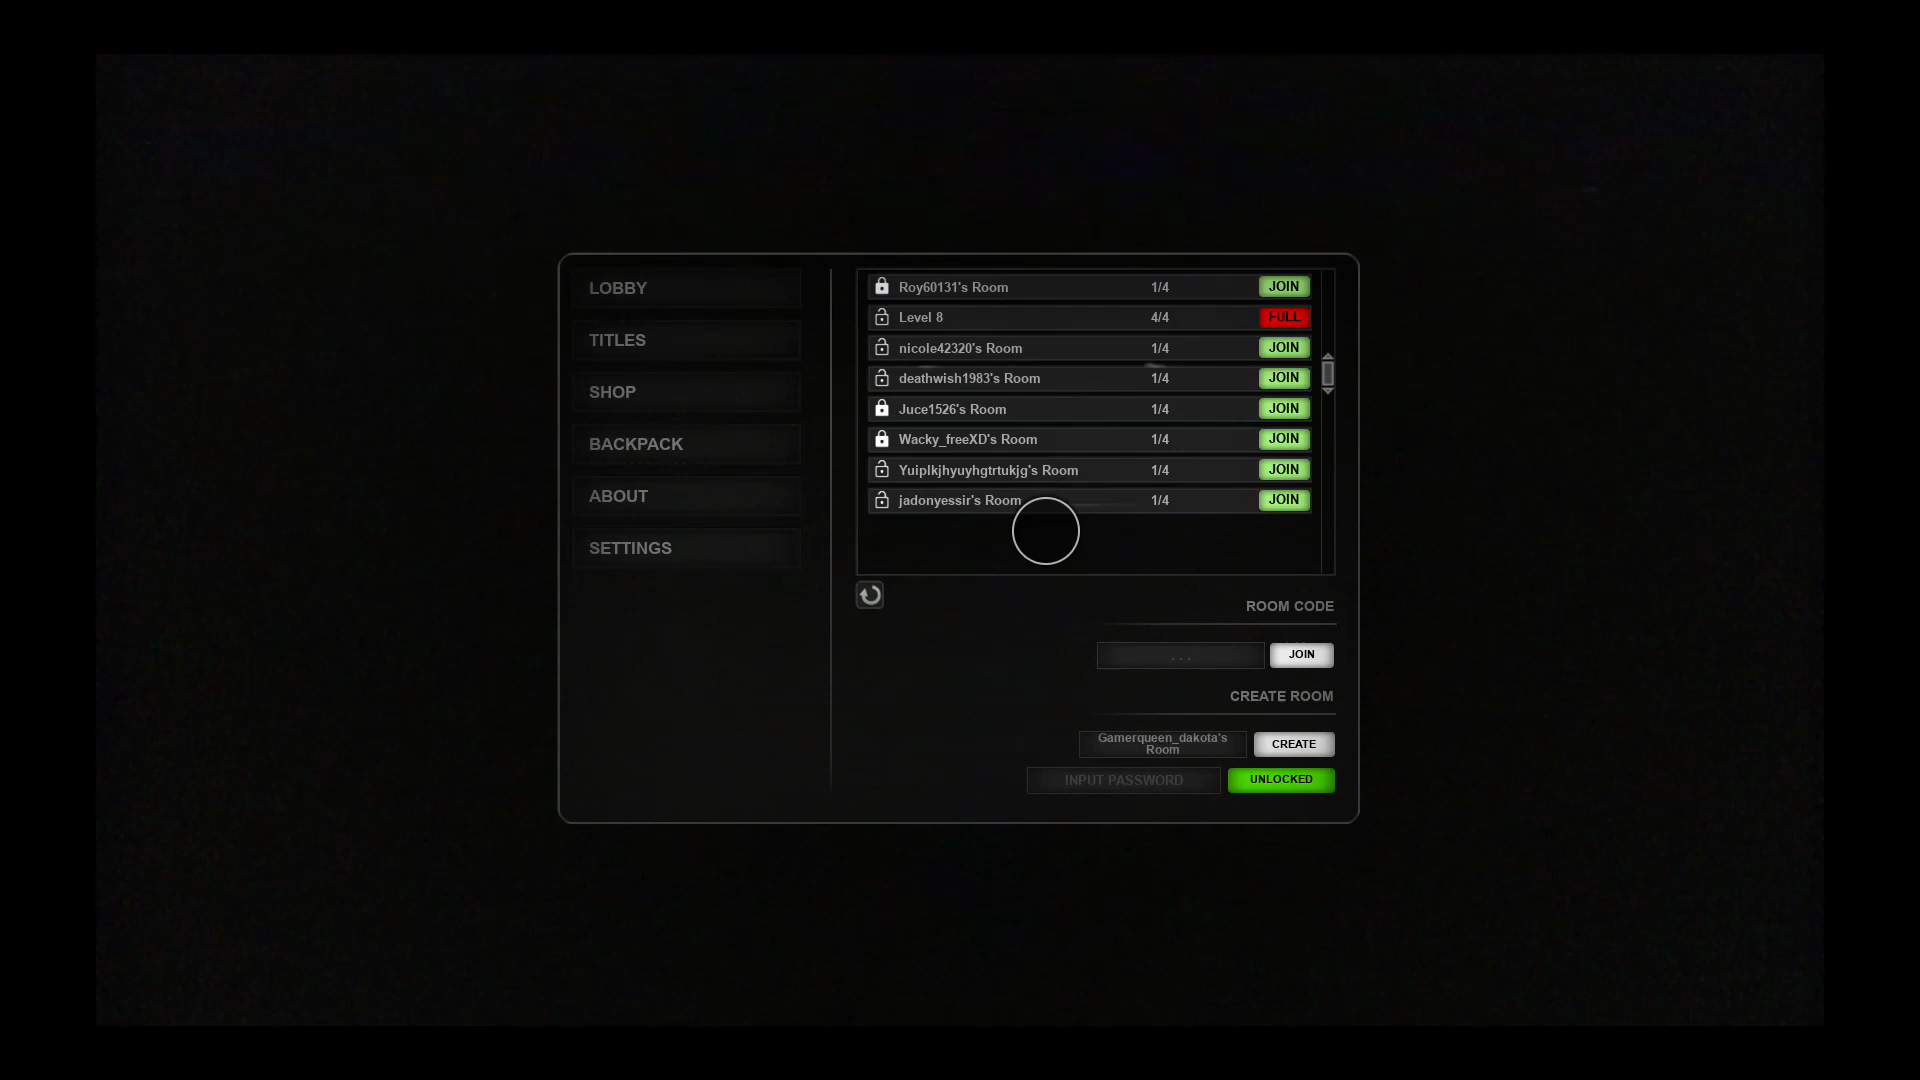 LOBBY
TITLES
SHOP
BACKPACK
ABOUT
SETTINGS
Roy60131's Room 1/4 JOIN
Level 8 4/4 FULL
nicole42320's Room 1/4 JOIN
deathwish1983's Room 1/4 JOIN
Juce1526's Room 1/4 JOIN
Wacky_freeXD's Room 1/4 JOIN
Yuiplkjhyuyhgtrtukjg's Room 1/4 JOIN
jadonyessir's Room 1/4 JOIN
ROOM CODE
... JOIN
CREATE ROOM
Gamerqueen_dakota's
Room
CREATE
INPUT PASSWORD UNLOCKED